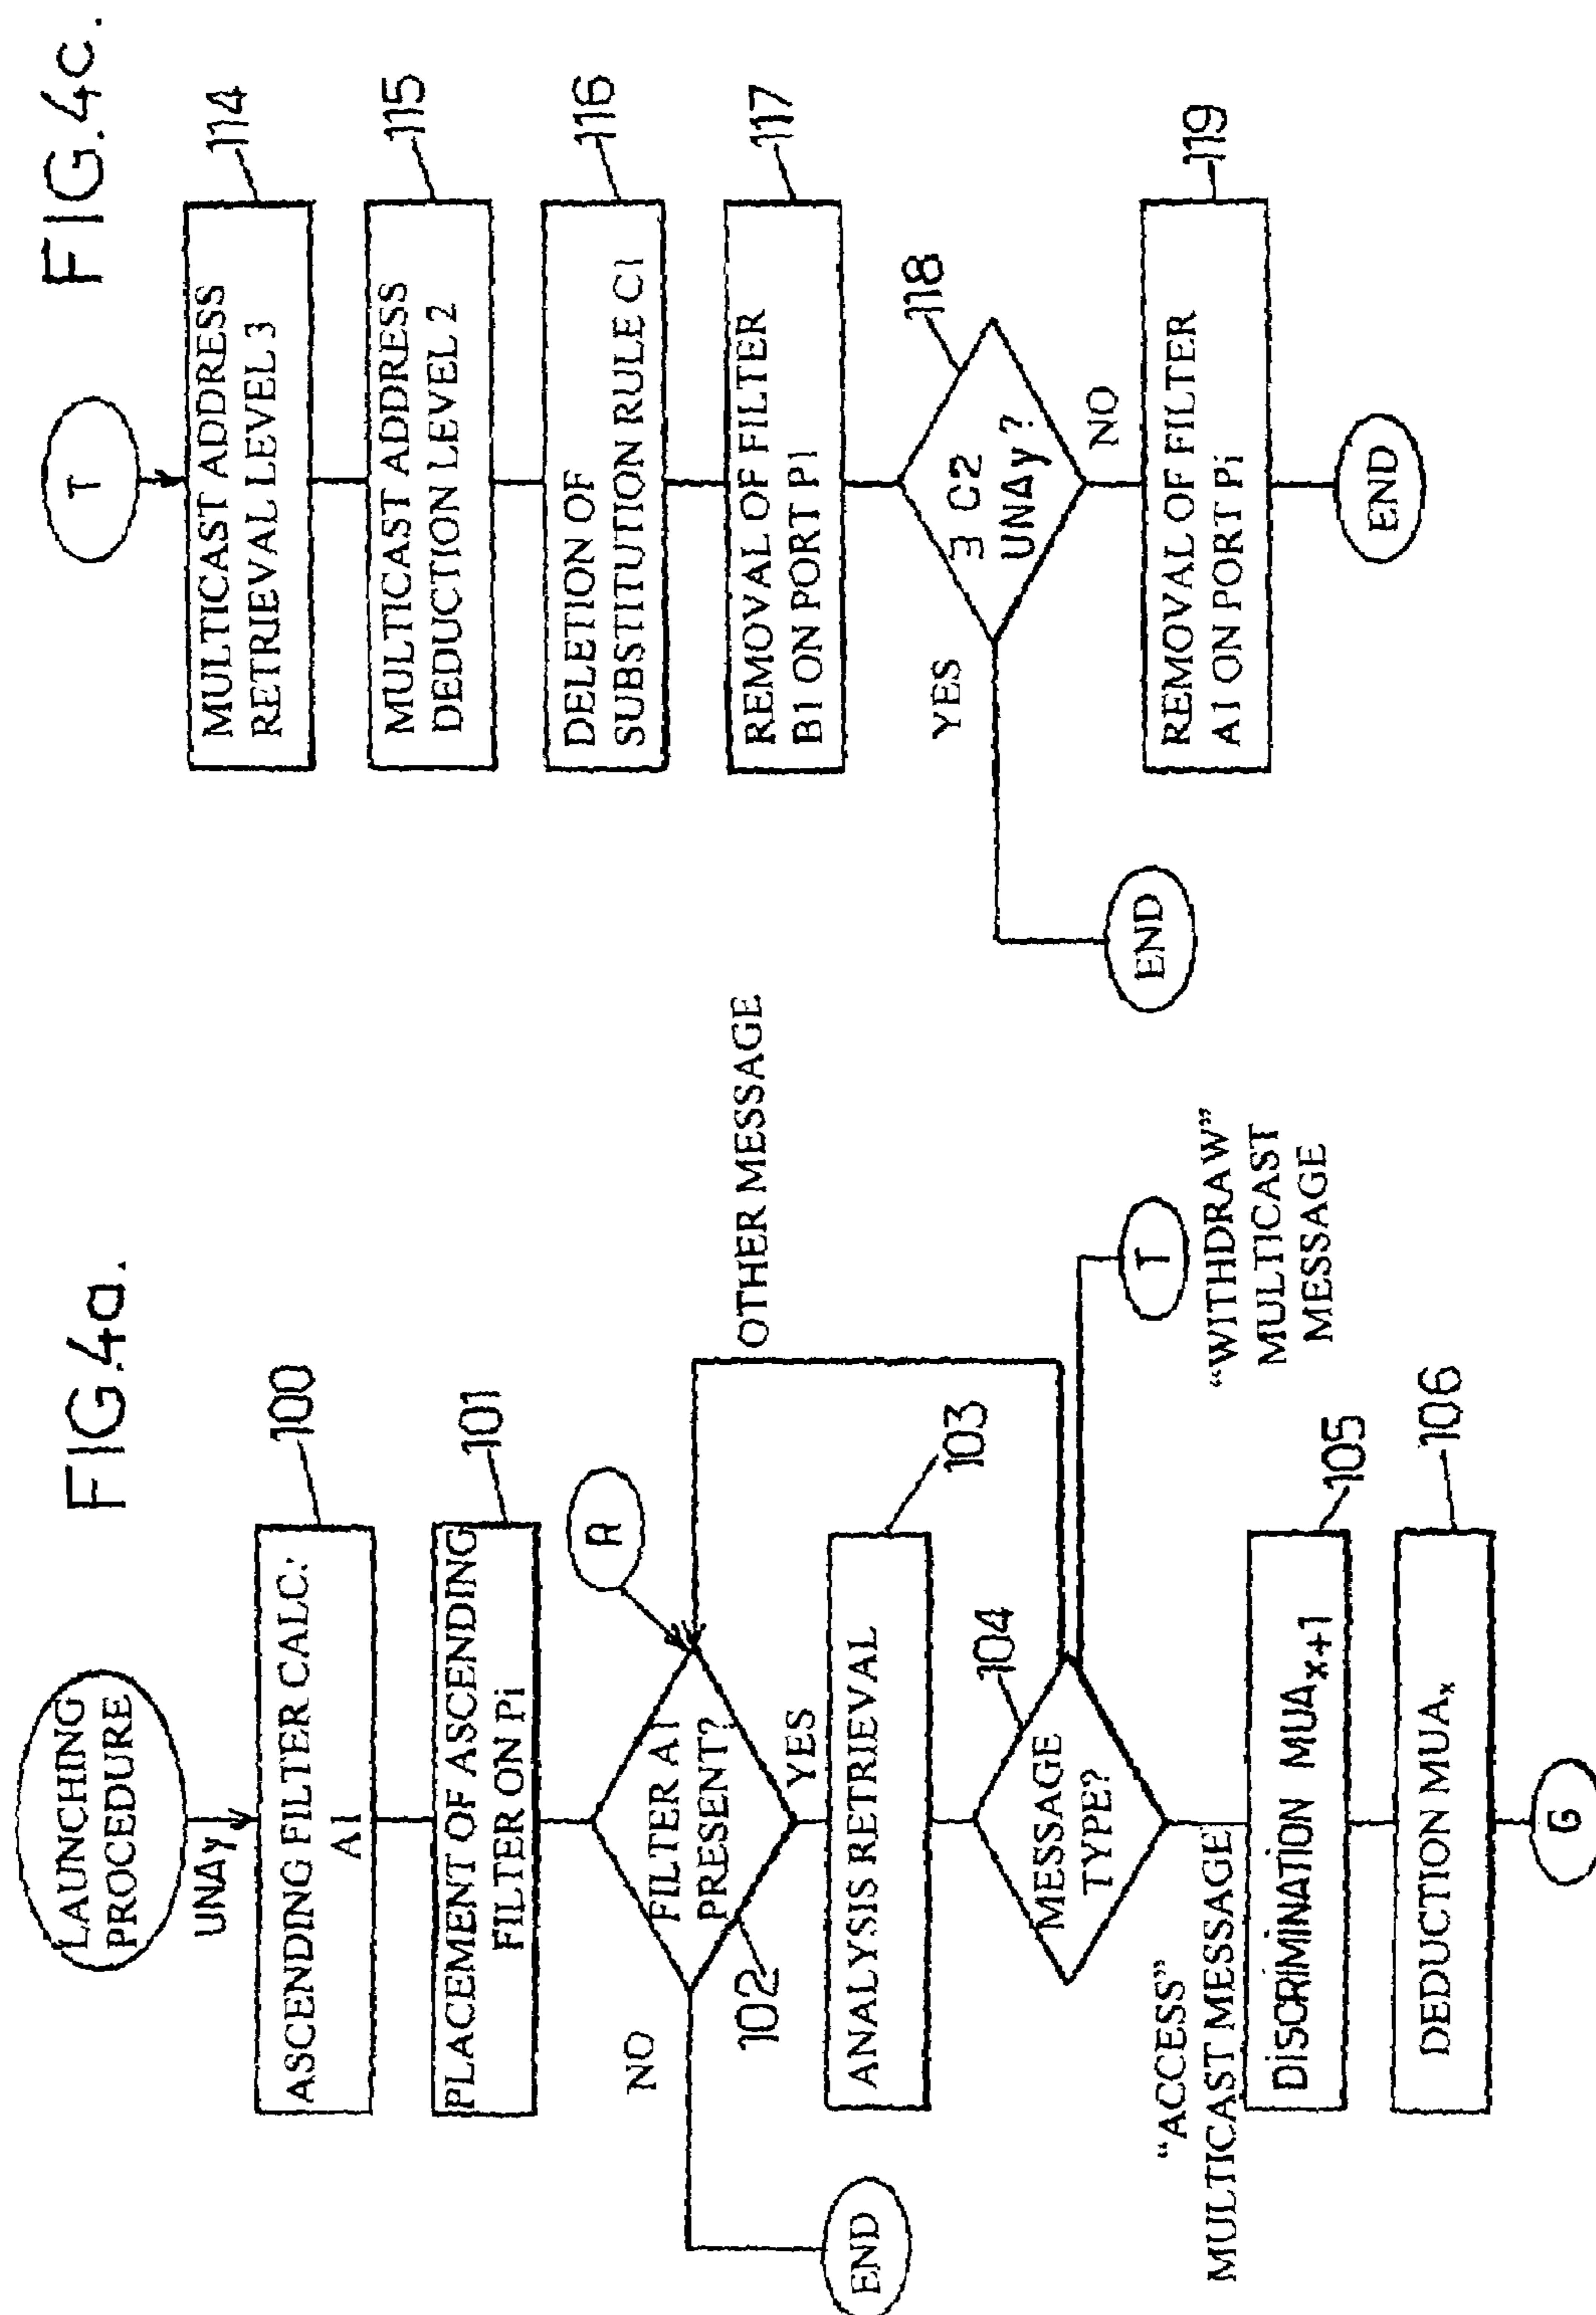 FIG.4a.
LAUNCHING
PROCEDURE
UNAy
ASCENDING FILTER CALC.:
A1
100
PLACEMENT OF ASCENDING
FILTER ON Pi
101
R
FILTER A1
PRESENT?
102
NO
END
YES
ANALYSIS RETRIEVAL
103
OTHER MESSAGE
MESSAGE
TYPE?
104
T
“WITHDRAW”
MULTICAST
MESSAGE
“ACCESS”
MULTICAST MESSAGE
DISCRIMINATION MUAx+1
105
DEDUCTION MUAx
106
G
FIG.4c.
T
MULTICAST ADDRESS
RETRIEVAL LEVEL 3
114
MULTICAST ADDRESS
DEDUCTION LEVEL 2
115
DELETION OF
SUBSTITUTION RULE C1
116
REMOVAL OF FILTER
B1 ON PORT P1
117
3 C2
UNAy?
118
YES
END
NO
REMOVAL OF FILTER
A1 ON PORT Pi
119
END